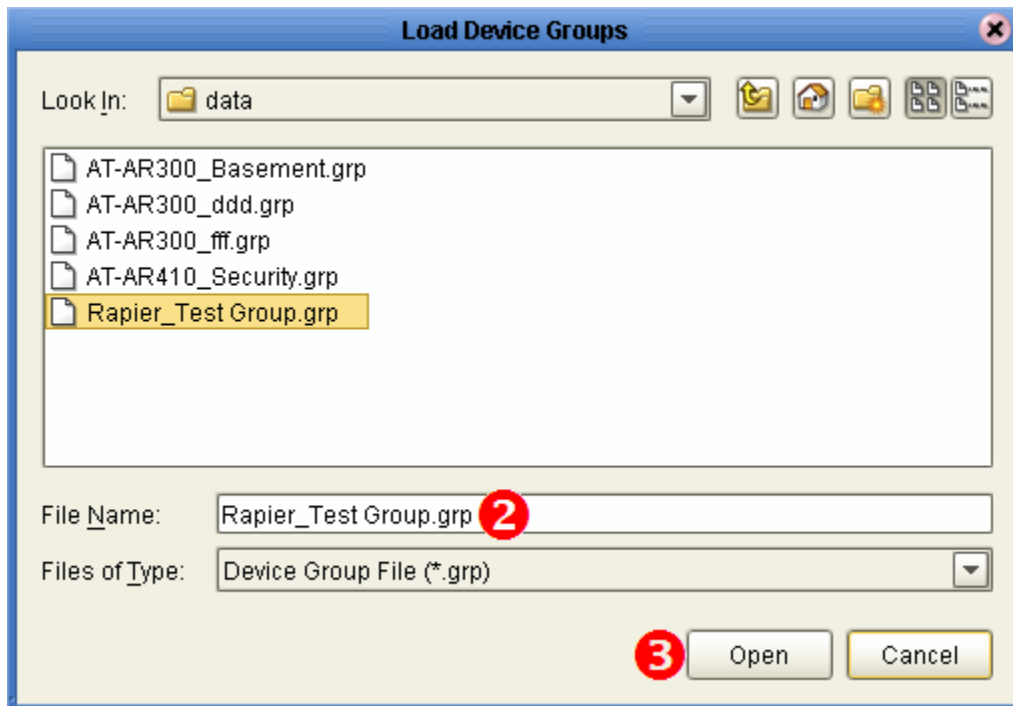 Load Device Groups
Look In: data
AT-AR300_Basement.grp
AT-AR300_ddd.grp
AT-AR300_fff.grp
AT-AR410_Security.grp
Rapier_Test Group.grp
File Name: Rapier_Test Group.grp 2
Files of Type: Device Group File (*.grp)
3 Open Cancel